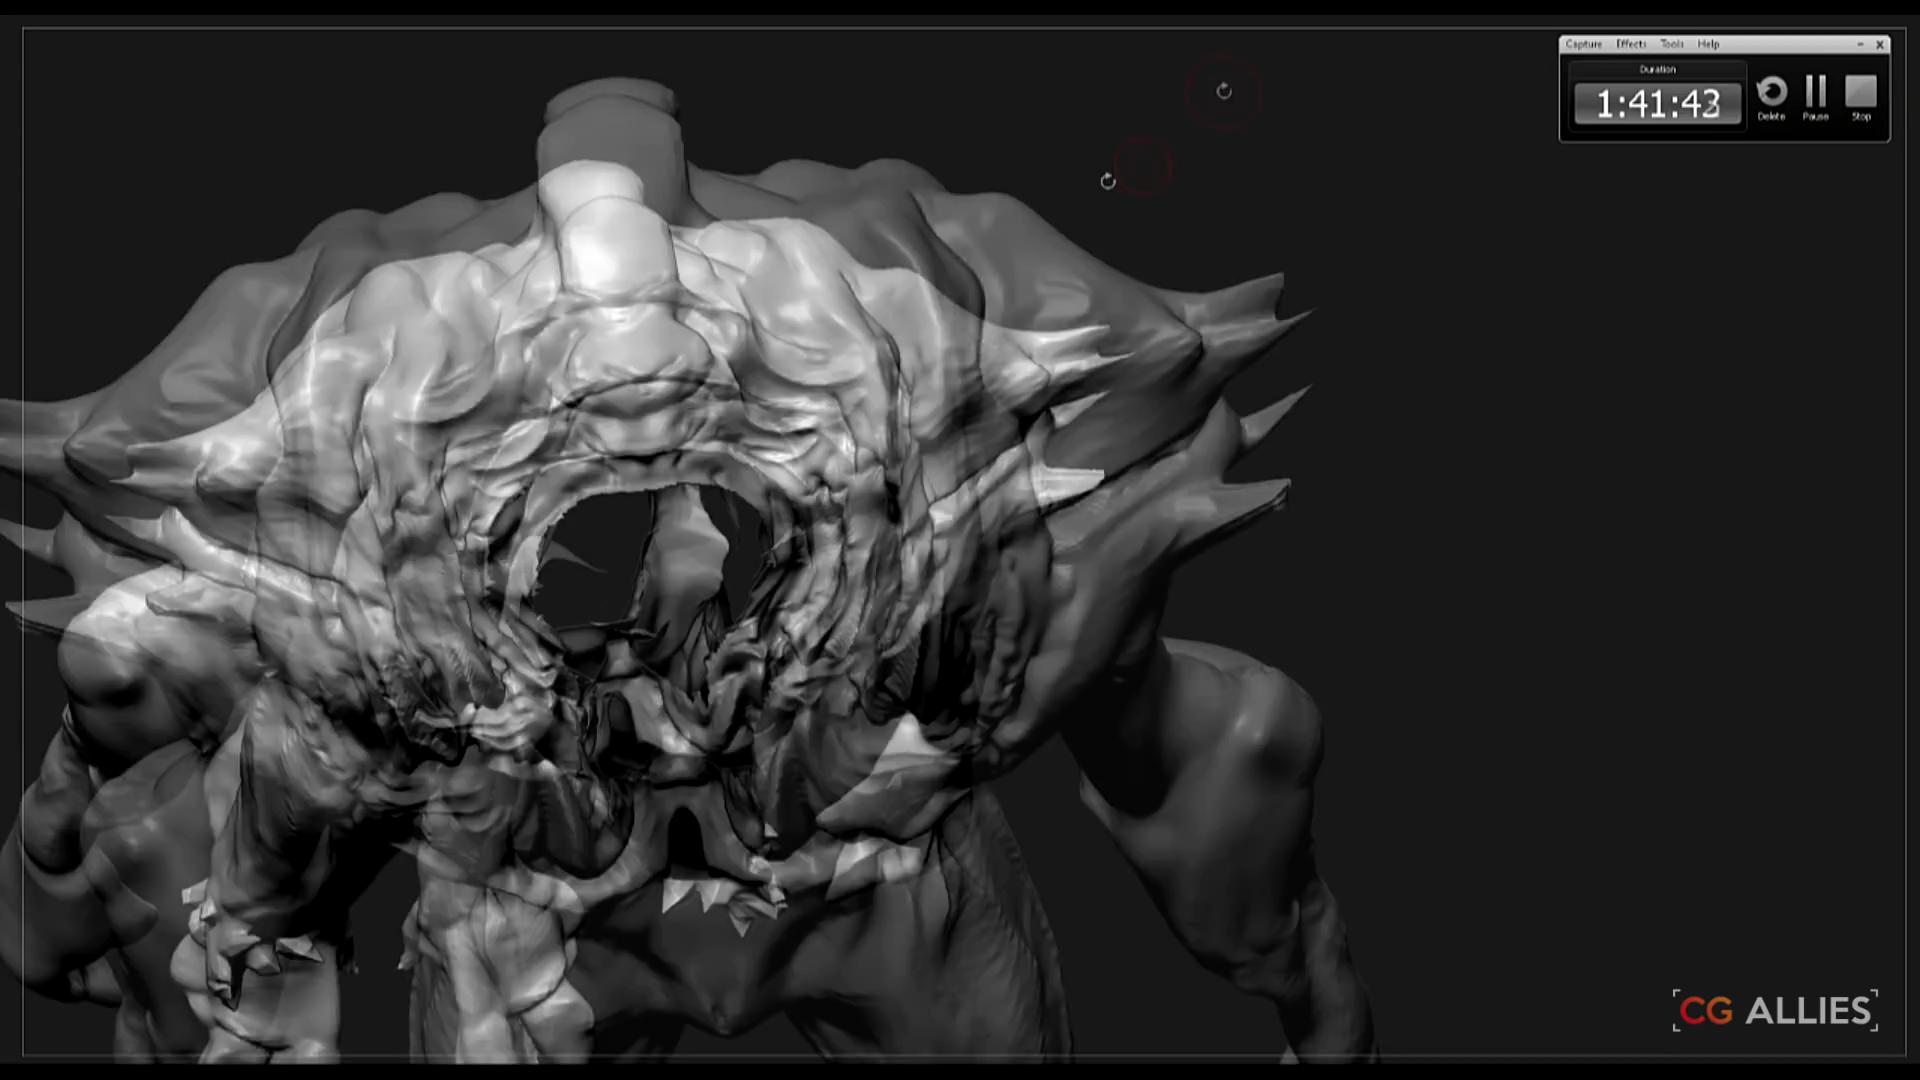 Capture Effects Tools Help
Duration
1:41:43
Delete Pause Stop
CG ALLIES